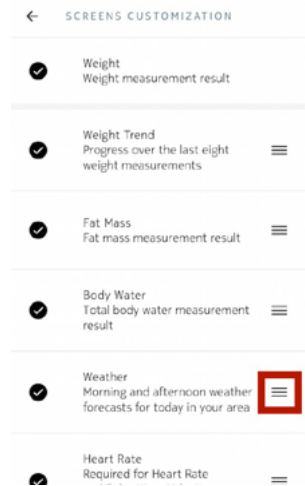 SCREENS CUSTOMIZATION
Weight
Weight measurement result
Weight Trend
Progress over the last eight
weight measurements
Fat Mass
Fat mass measurement result
Body Water
Total body water measurement
result
Weather
Morning and afternoon weather
forecasts for today in your area
Heart Rate
Required for Heart Rate